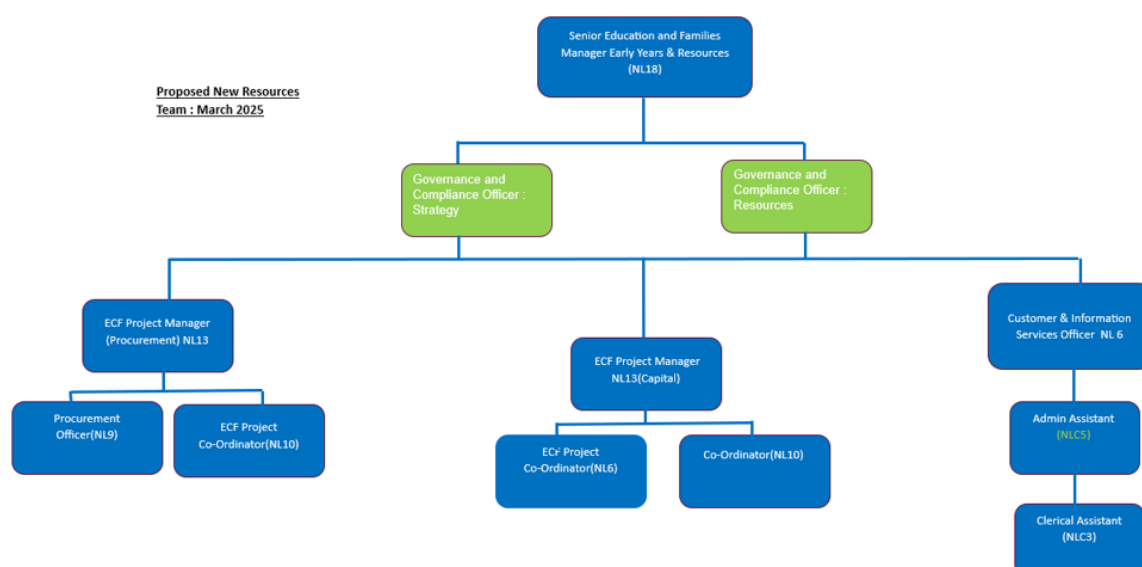 Senior Education and Families
Manager Early Years & Resources
(NL18)
Proposed New Resources
Team : March 2025
Governance and
Compliance Officer :
Strategy
Governance and
Compliance Officer :
Resources
ECF Project Manager
(Procurement) NL13
ECF Project Manager
NL13(Capital)
Customer & Information
Services Officer  NL 6
Procurement
Officer(NL9)
ECF Project
Co-Ordinator(NL10)
ECF Project
Co-Ordinator(NL6)
Co-Ordinator(NL10)
Admin Assistant
(NLC5)
Clerical Assistant
(NLC3)